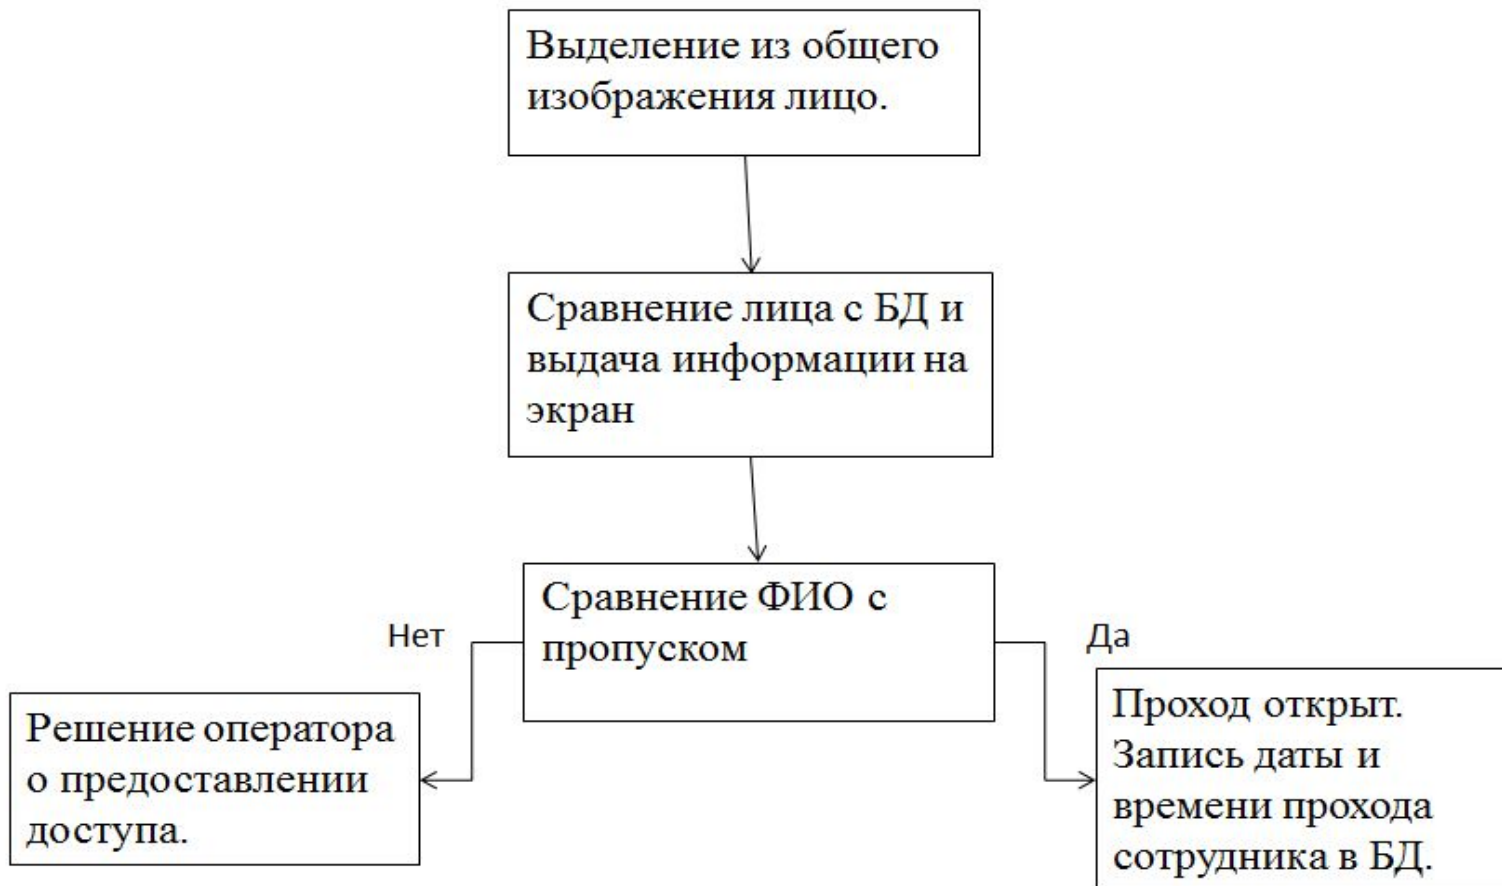 Выделение из общего
изображения лицо.
Сравнение лица с БД и
выдача информации на
экран
Сравнение ФИО с
пропуском
Нет
Да
Решение оператора
о предоставлении
доступа.
Проход открыт.
Запись даты и
времени прохода
сотрудника в БД.